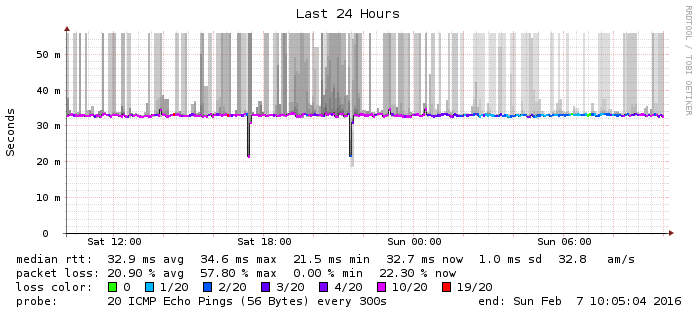 Last 24 Hours
RRDTOOL / TOBI OETIKER
Seconds
50 m
40 m
30 m
20 m
10 m
0
Sat 12:00 Sat 18:00 Sun 00:00 Sun 06:00
median rtt: 32.9 ms avg 34.6 ms max 21.5 ms min 32.7 ms now 1.0 ms sd 32.8 am/s
packet loss: 20.90 % avg 57.80 % max 0.00 % min 22.30 % now
loss color: 0 1/20 2/20 3/20 4/20 10/20 19/20
probe: 20 ICMP Echo Pings (56 Bytes) every 300s end: Sun Feb 7 10:05:04 2016